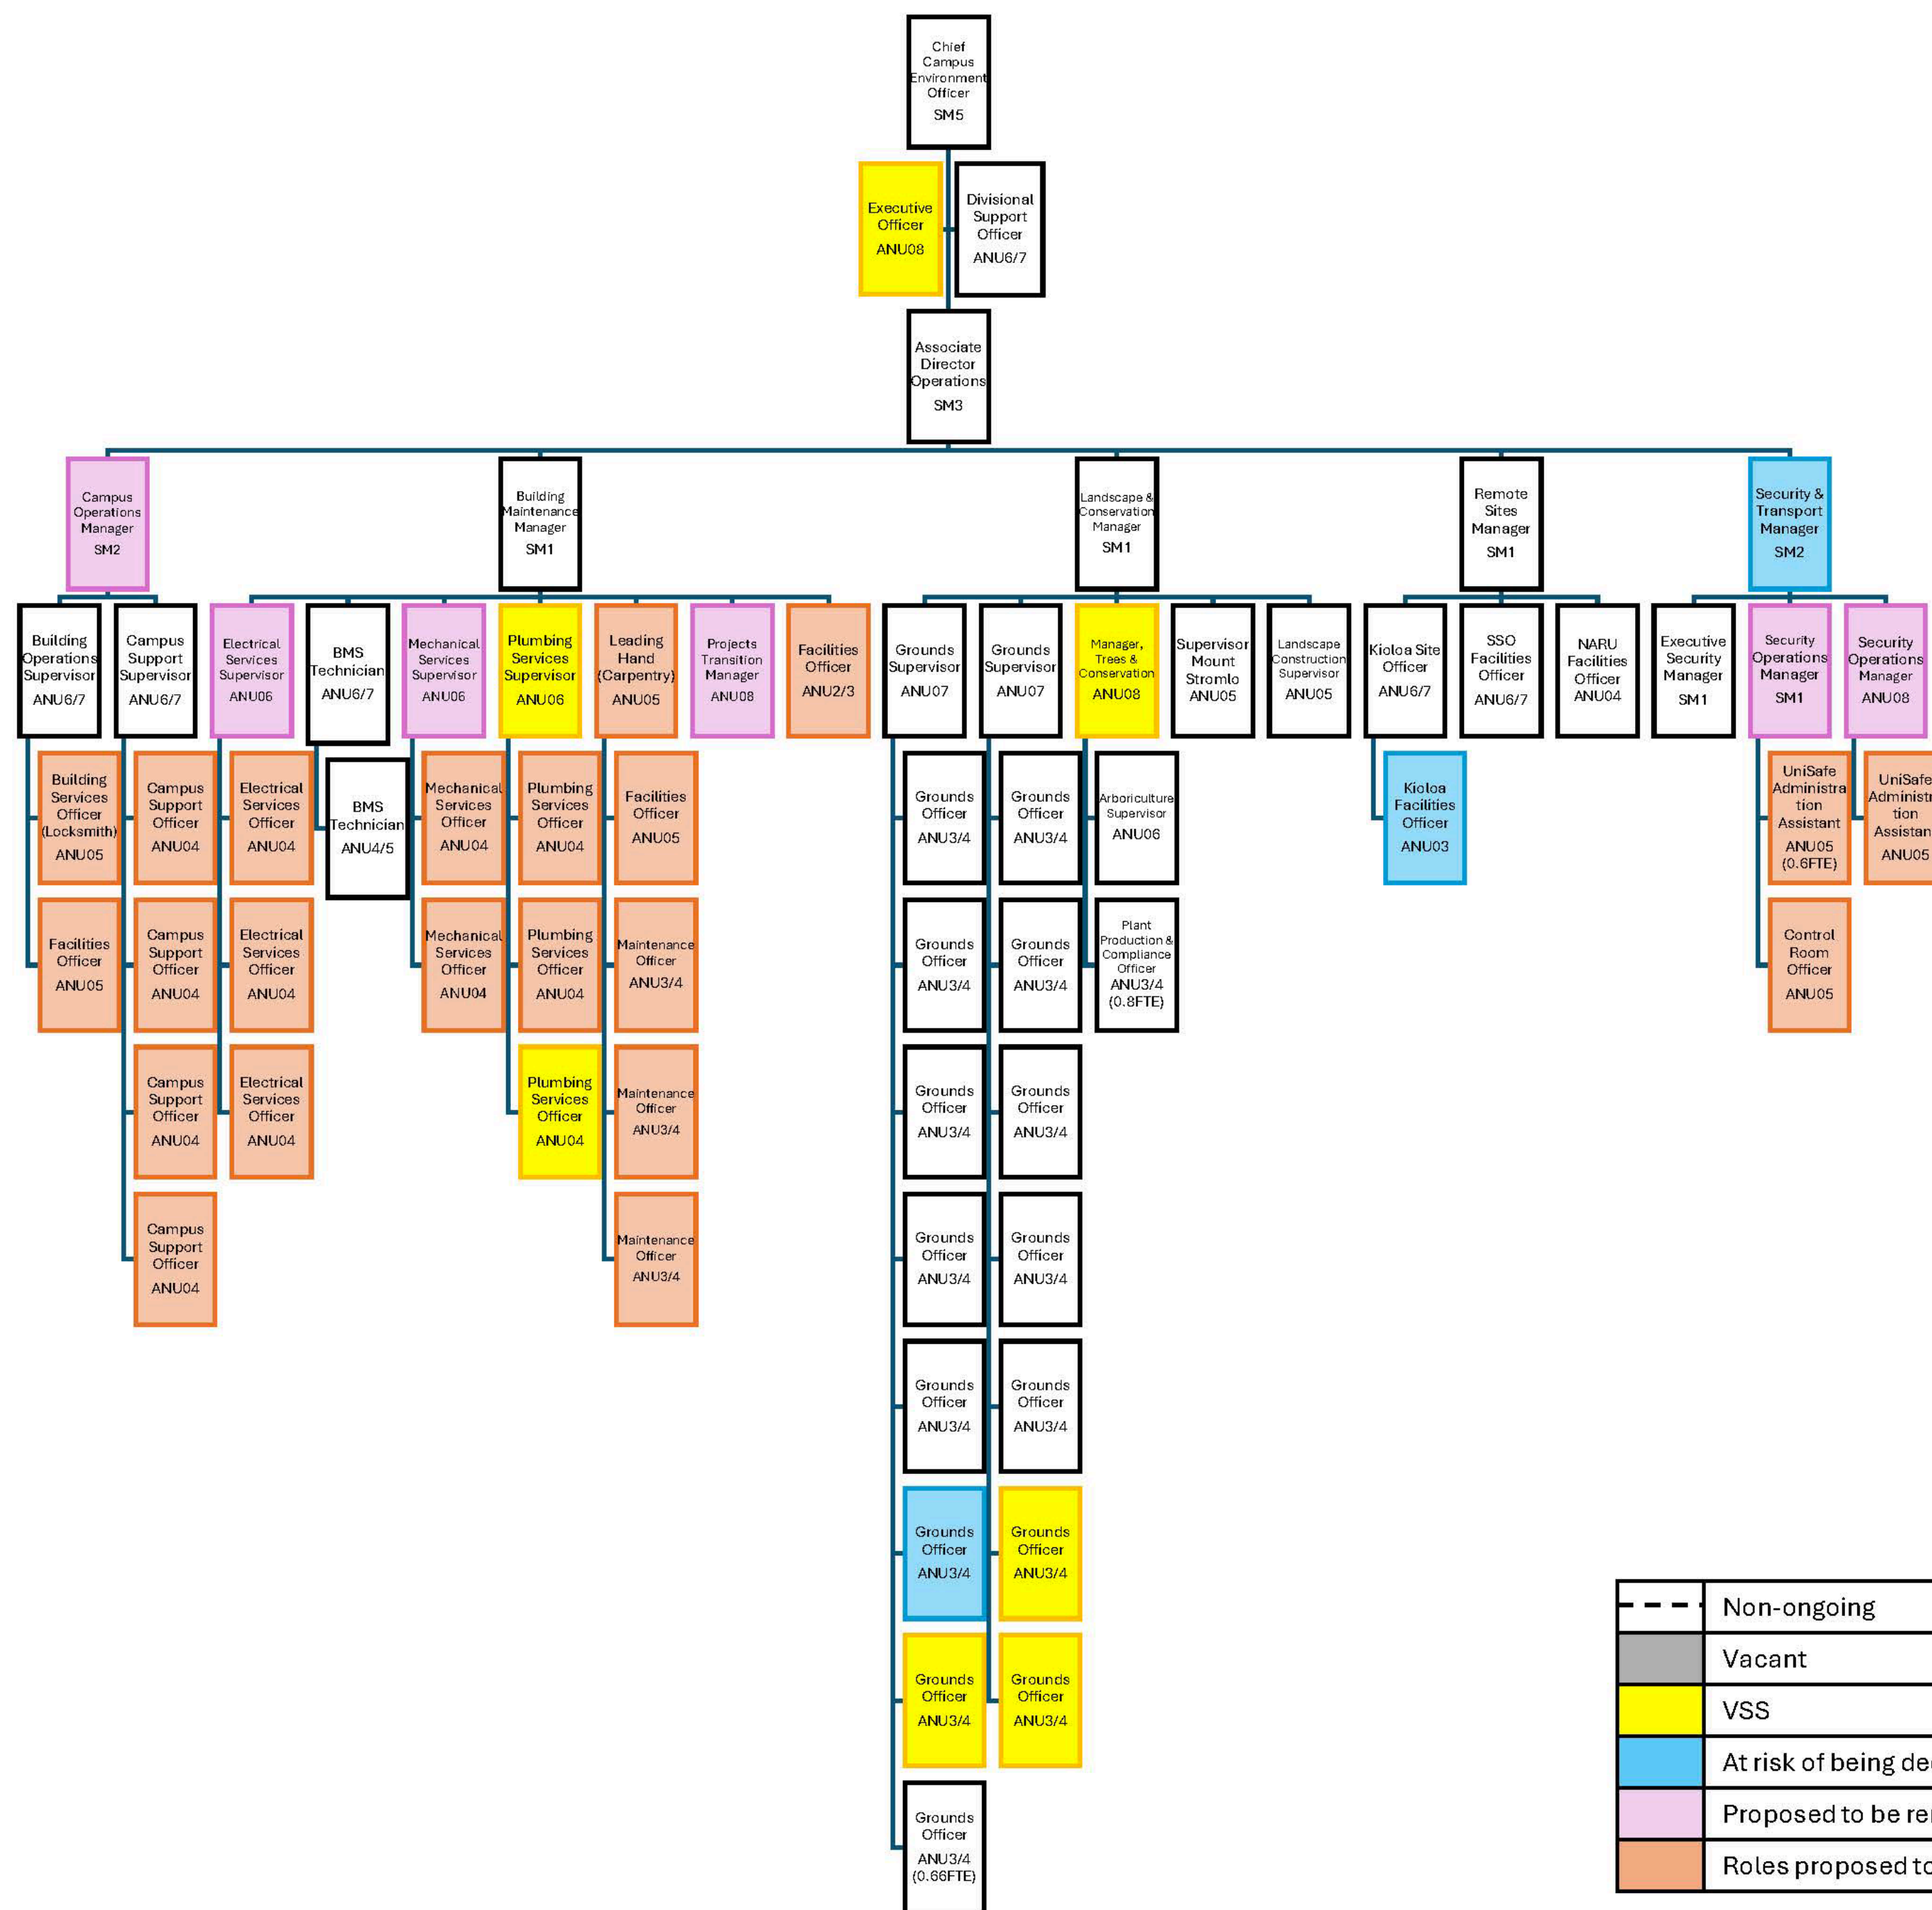 Chief
Campus
Environment
Officer
SM5
Executive
Officer
ANU08
Divisional
Support
Officer
ANU6/7
Associate
Director
Operations
SM3
Campus
Operations
Manager
SM2
Building
Maintenance
Manager
SM1
Landscape &
Conservation
Manager
SM1
Remote
Sites
Manager
SM1
Security &
Transport
Manager
SM2
Building
Operations
Supervisor
ANU6/7
Campus
Support
Supervisor
ANU6/7
Electrical
Services
Supervisor
ANU06
BMS
Technician
ANU6/7
Mechanical
Services
Supervisor
ANU06
Plumbing
Services
Supervisor
ANU06
Leading
Hand
(Carpentry)
ANU05
Projects
Transition
Manager
ANU08
Facilities
Officer
ANU2/3
Grounds
Supervisor
ANU07
Grounds
Supervisor
ANU07
Manager,
Trees &
Conservation
ANU08
Supervisor
Mount
Stromlo
ANU05
Landscape
Construction
Supervisor
ANU05
Kioloa Site
Officer
ANU6/7
SSO
Facilities
Officer
ANU6/7
NARU
Facilities
Officer
ANU04
Executive
Security
Manager
SM1
Security
Operations
Manager
SM1
Security
Operations
Manager
ANU08
Building
Services
Officer
(Locksmith)
ANU05
Campus
Support
Officer
ANU04
Electrical
Services
Officer
ANU04
BMS
Technician
ANU4/5
Mechanical
Services
Officer
ANU04
Plumbing
Services
Officer
ANU04
Facilities
Officer
ANU05
Grounds
Officer
ANU3/4
Grounds
Officer
ANU3/4
Arboriculture
Supervisor
ANU06
Kioloa
Facilities
Officer
ANU03
UniSafe
Administra
tion
Assistant
ANU05
(0.6FTE)
UniSafe
Administr
tion
Assistan
ANU05
Facilities
Officer
ANU05
Campus
Support
Officer
ANU04
Electrical
Services
Officer
ANU04
Mechanical
Services
Officer
ANU04
Plumbing
Services
Officer
ANU04
Maintenance
Officer
ANU3/4
Grounds
Officer
ANU3/4
Grounds
Officer
ANU3/4
Plant
Production &
Compliance
Officer
ANU3/4
(0.8FTE)
Control
Room
Officer
ANU05
Campus
Support
Officer
ANU04
Electrical
Services
Officer
ANU04
Plumbing
Services
Officer
ANU04
Maintenance
Officer
ANU3/4
Grounds
Officer
ANU3/4
Grounds
Officer
ANU3/4
Campus
Support
Officer
ANU04
Maintenance
Officer
ANU3/4
Grounds
Officer
ANU3/4
Grounds
Officer
ANU3/4
Grounds
Officer
ANU3/4
Grounds
Officer
ANU3/4
Grounds
Officer
ANU3/4
Grounds
Officer
ANU3/4
Grounds
Officer
ANU3/4
Grounds
Officer
ANU3/4
Grounds
Officer
ANU3/4
(0.66FTE)
Non-ongoing
Vacant
VSS
At risk of being de
Proposed to be re
Roles proposed to